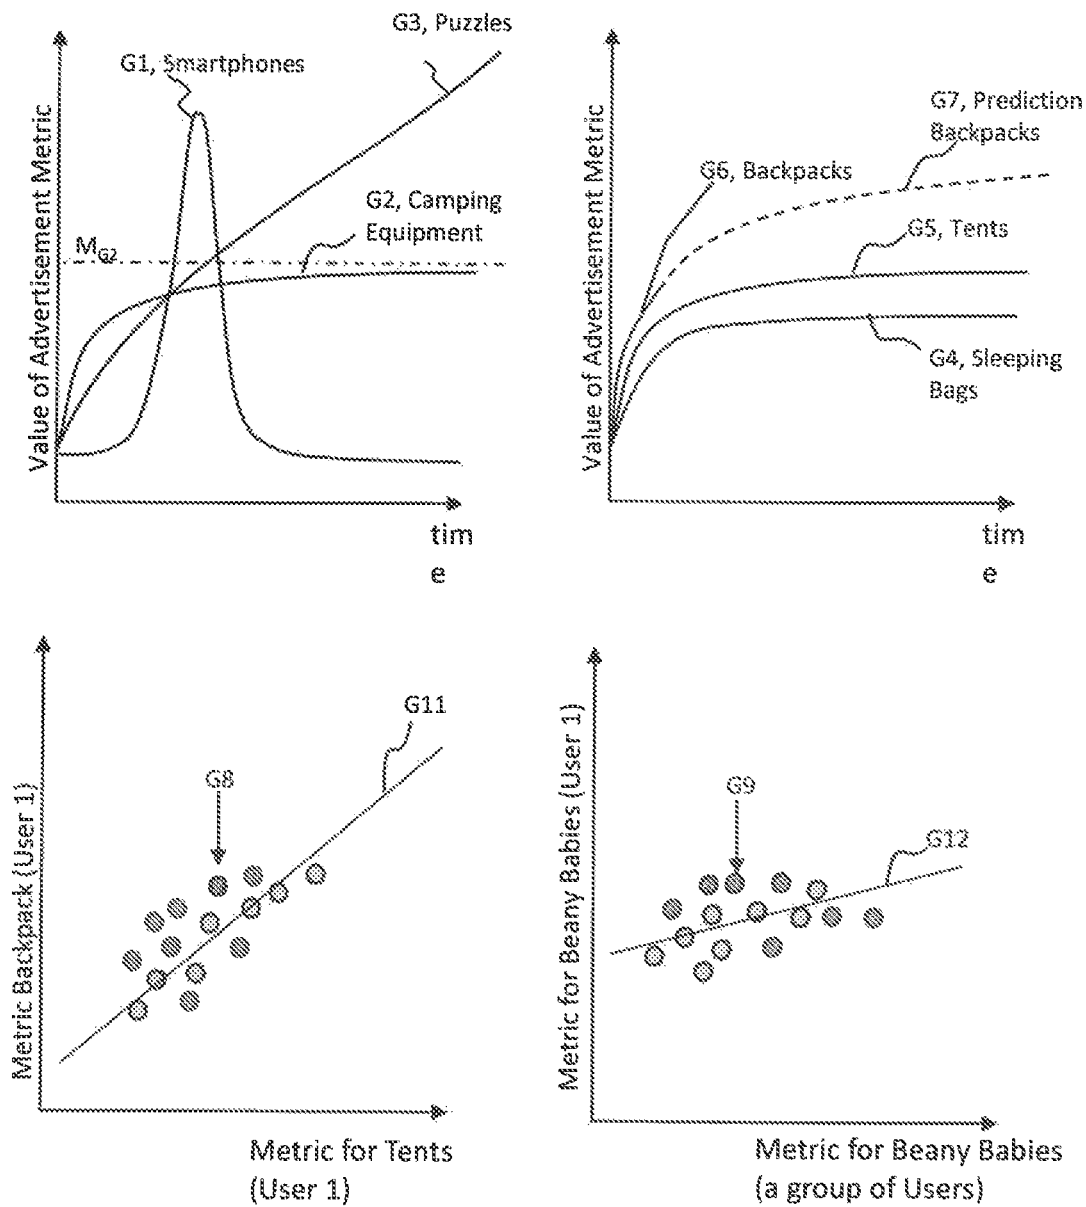 G3, Puzzles
G1, Smartphones
G2, Camping
Equipment
M_G2
Value of Advertisement Metric
tim
e
G7, Prediction
Backpacks
G6, Backpacks
G5, Tents
G4, Sleeping
Bags
Value of Advertisement Metric
tim
e
G11
G8
Metric Backpack (User 1)
Metric for Tents
(User 1)
G9
G12
Metric for Beany Babies (User 1)
Metric for Beany Babies
(a group of Users)